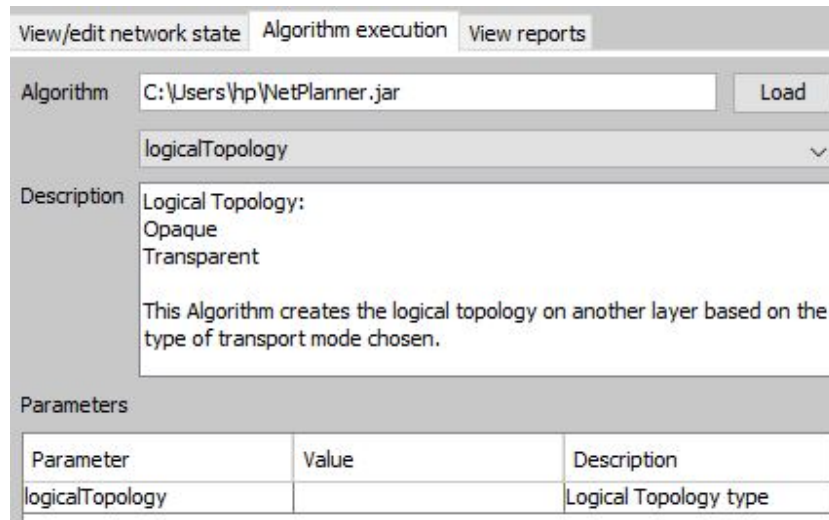 View/edit network state Algorithm execution View reports
Algorithm C:\Users\hp\NetPlanner.jar Load
logicalTopology
Description Logical Topology:
Opaque
Transparent
This Algorithm creates the logical topology on another layer based on the
type of transport mode chosen.
Parameters
Parameter Value Description
logicalTopology Logical Topology type